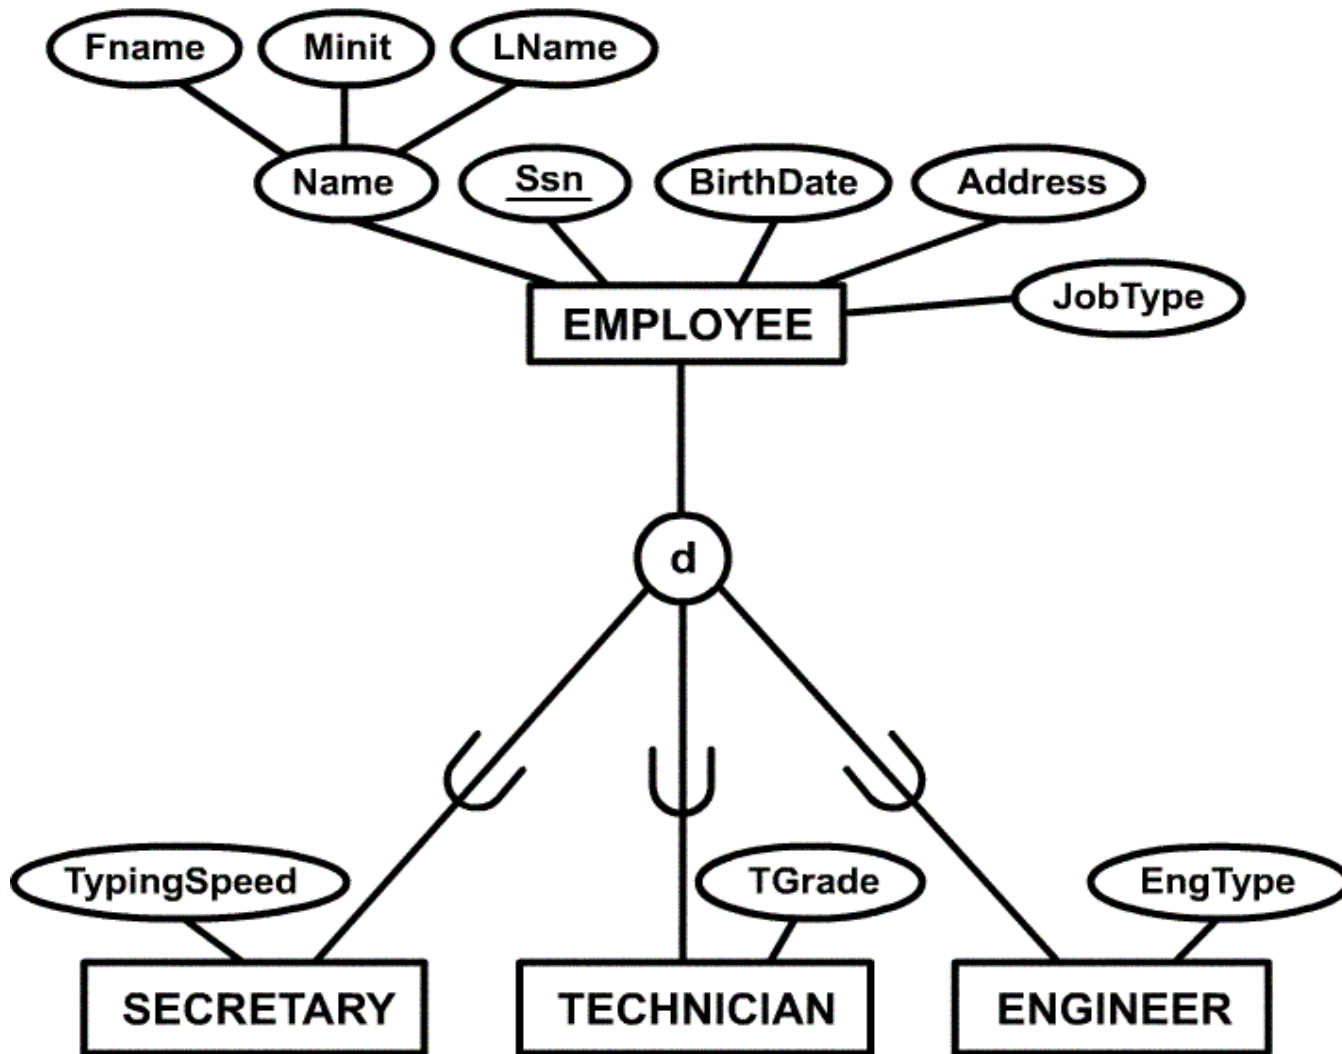 Fname
Minit
LName
Name
Ssn
BirthDate
Address
JobType
EMPLOYEE
d
TypingSpeed
TGrade
EngType
SECRETARY
TECHNICIAN
ENGINEER